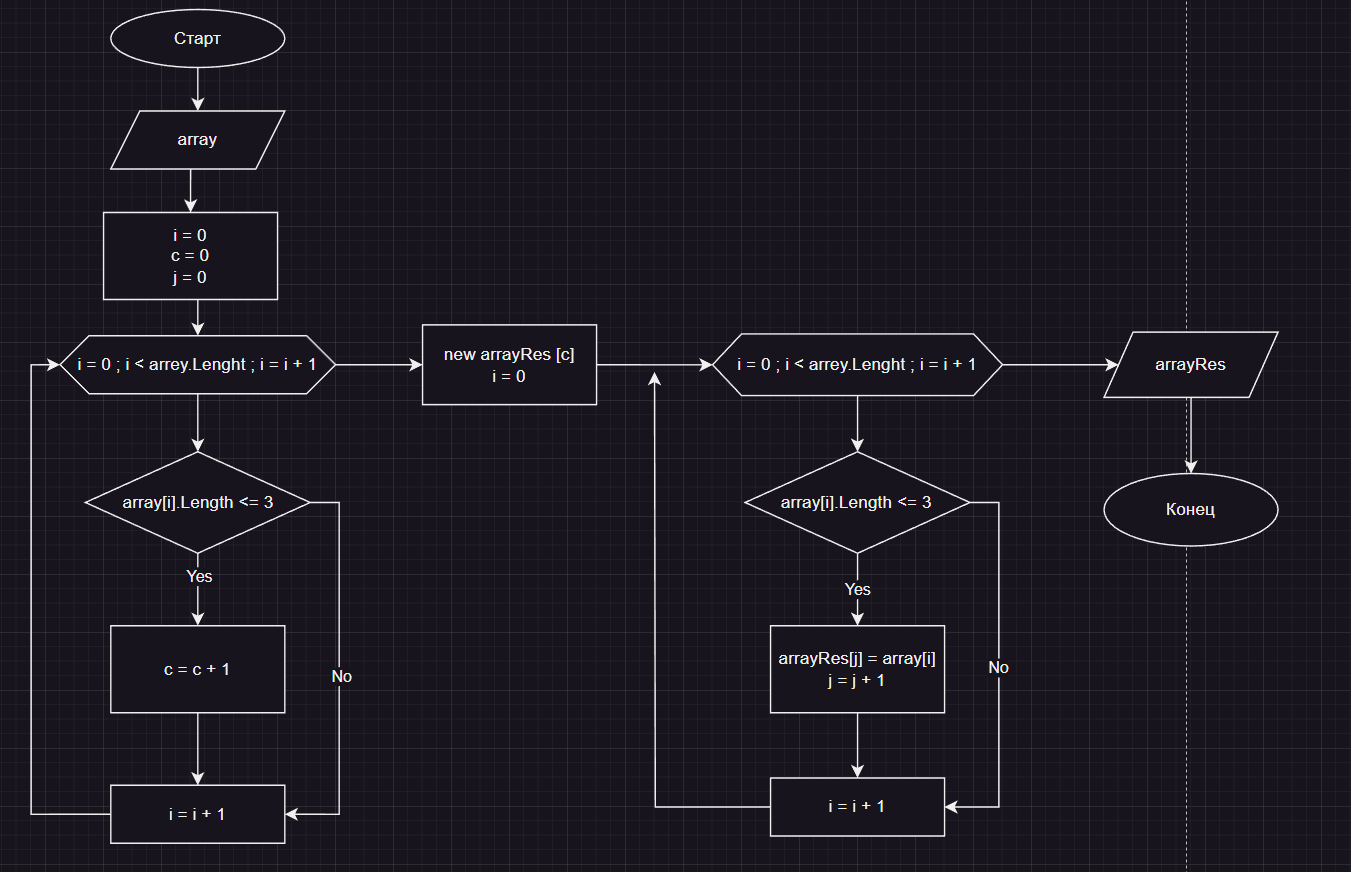 Старт
array
i = 0
c = 0
j = 0
i = 0 ; i < arrey.Lenght ; i = i + 1
array[i].Length <= 3
Yes
c = c + 1
No
i = i + 1
new arrayRes [c]
i = 0
i = 0 ; i < arrey.Lenght ; i = i + 1
array[i].Length <= 3
Yes
arrayRes[j] = array[i]
j = j + 1
No
i = i + 1
arrayRes
Конец